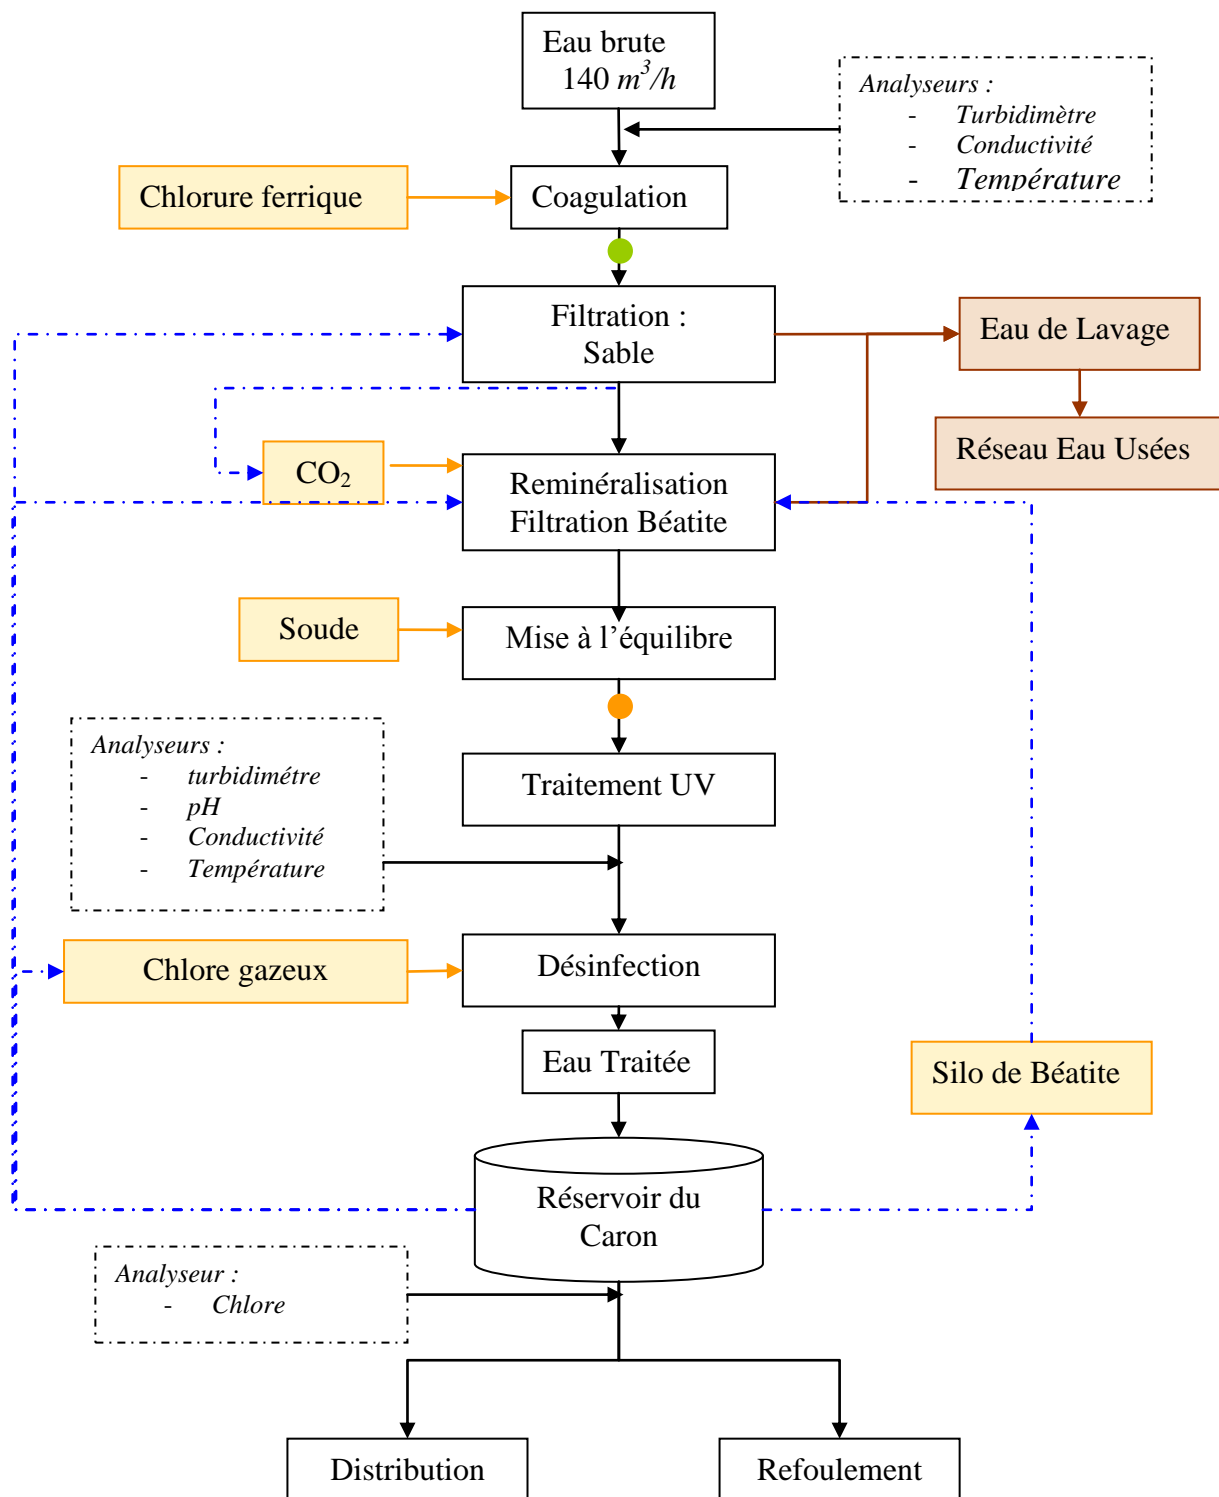 Eau brute
140 m³/h
Analyseurs :
- Turbidimètre
- Conductivité
- Température
Chlorure ferrique
Coagulation
Filtration :
Sable
Eau de Lavage
Réseau Eau Usées
CO₂
Reminéralisation
Filtration Béatite
Soude
Mise à l’équilibre
Analyseurs :
- turbidimétre
- pH
- Conductivité
- Température
Traitement UV
Chlore gazeux
Désinfection
Eau Traitée
Silo de Béatite
Réservoir du
Caron
Analyseur :
- Chlore
Distribution
Refoulement